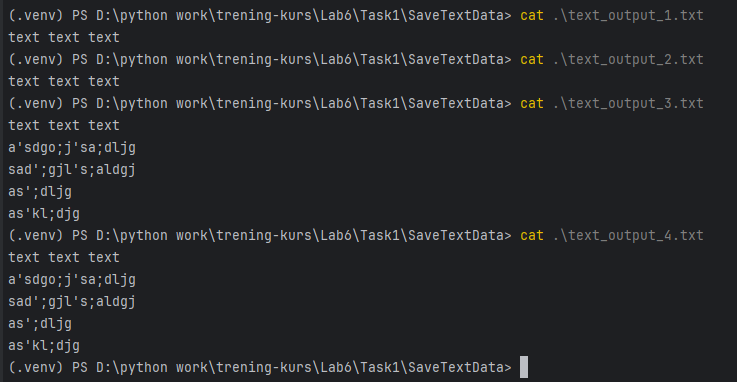 (.venv) PS D:\python work\trening-kurs\Lab6\Task1\SaveTextData> cat .\text_output_1.txt
text text text
(.venv) PS D:\python work\trening-kurs\Lab6\Task1\SaveTextData> cat .\text_output_2.txt
text text text
(.venv) PS D:\python work\trening-kurs\Lab6\Task1\SaveTextData> cat .\text_output_3.txt
text text text
a'sdgo;j'sa;dljg
sad';gjl's;aldgj
as';dljg
as'kl;djg
(.venv) PS D:\python work\trening-kurs\Lab6\Task1\SaveTextData> cat .\text_output_4.txt
text text text
a'sdgo;j'sa;dljg
sad';gjl's;aldgj
as';dljg
as'kl;djg
(.venv) PS D:\python work\trening-kurs\Lab6\Task1\SaveTextData>